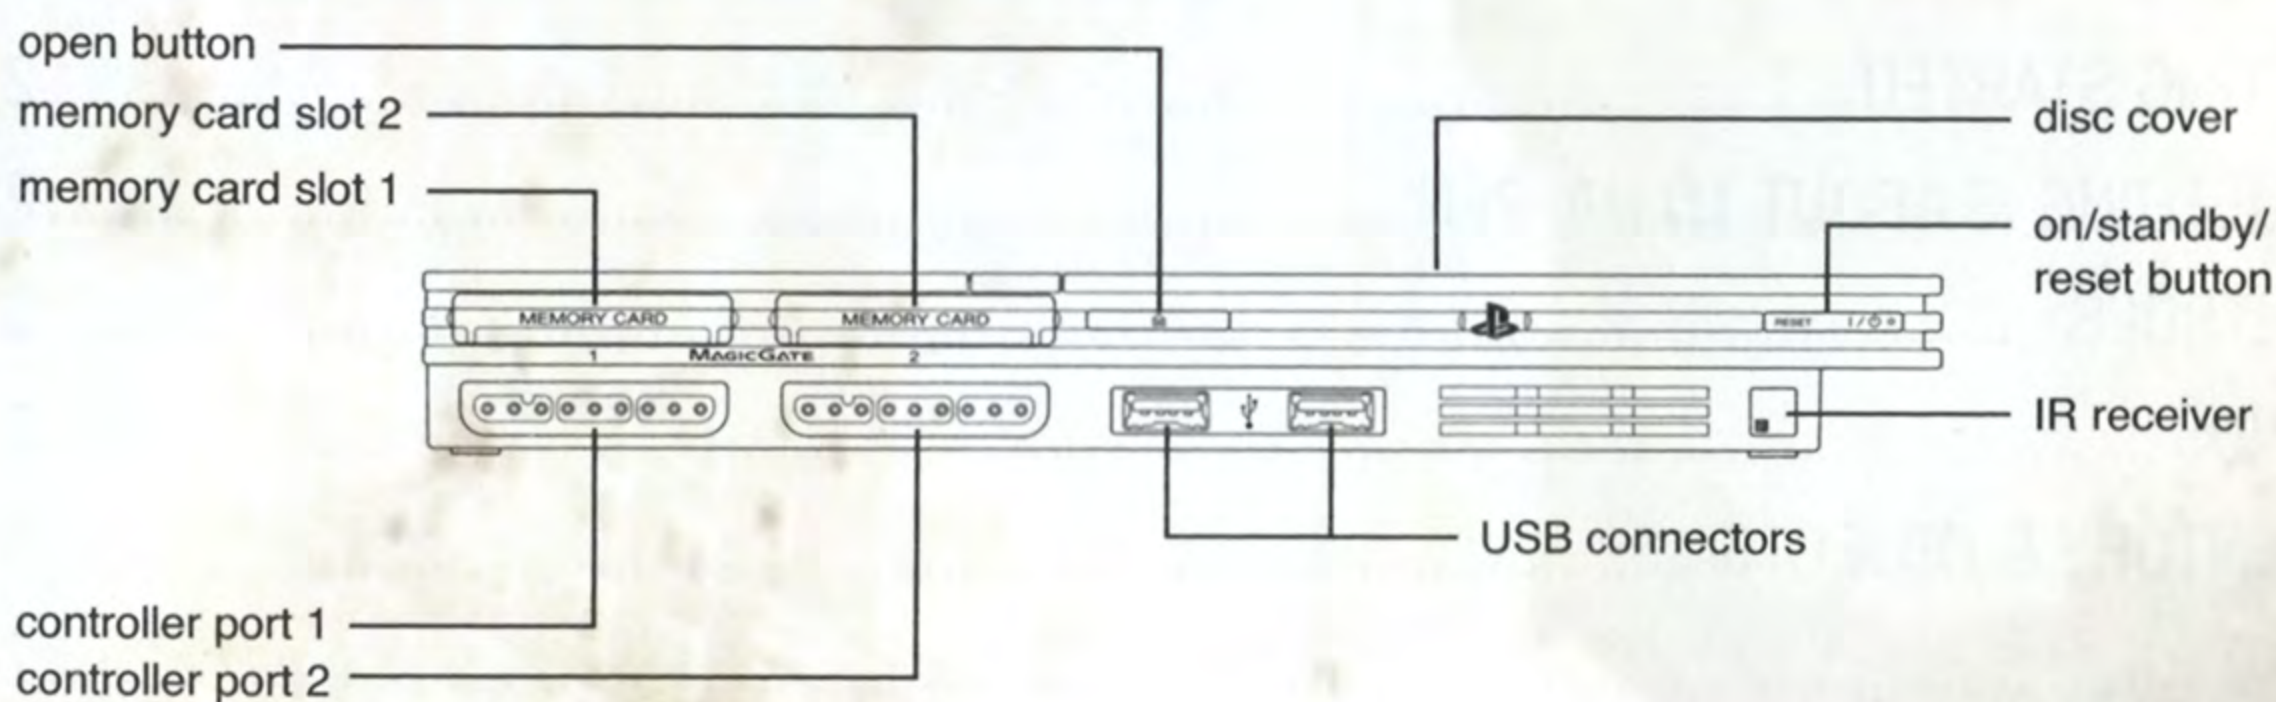 open button
memory card slot 2
memory card slot 1
disc cover
on/standby/
reset button
MEMORY CARD
MEMORY CARD
RESET
1
MAGICGATE
2
IR receiver
USB connectors
controller port 1
controller port 2